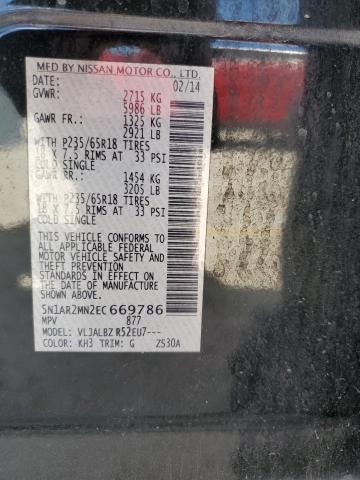 MFD BY NISSAN MOTOR CO., LTD.
DATE: 02/14
GVWR: 2715 KG
5986 LB
GAWR FR: 1325 KG
2921 LB
WITH P235/65R18 TIRES
18 X 7.5 RIMS AT 33 PSI
COLD SINGLE
GAWR RR: 1454 KG
3205 LB
WITH P235/65R18 TIRES
18 X 7.5 RIMS AT 33 PSI
COLD SINGLE
THIS VEHICLE CONFORMS TO
ALL APPLICABLE FEDERAL
MOTOR VEHICLE SAFETY
STANDARDS IN EFFECT ON
THE DATE OF MANUFACTURE
SHOWN ABOVE.
5N1AR2MN2EC669786
MPV 877
MODEL: VLJALBZ R52EU7---
COLOR: KH3 TRIM: G ZS30A